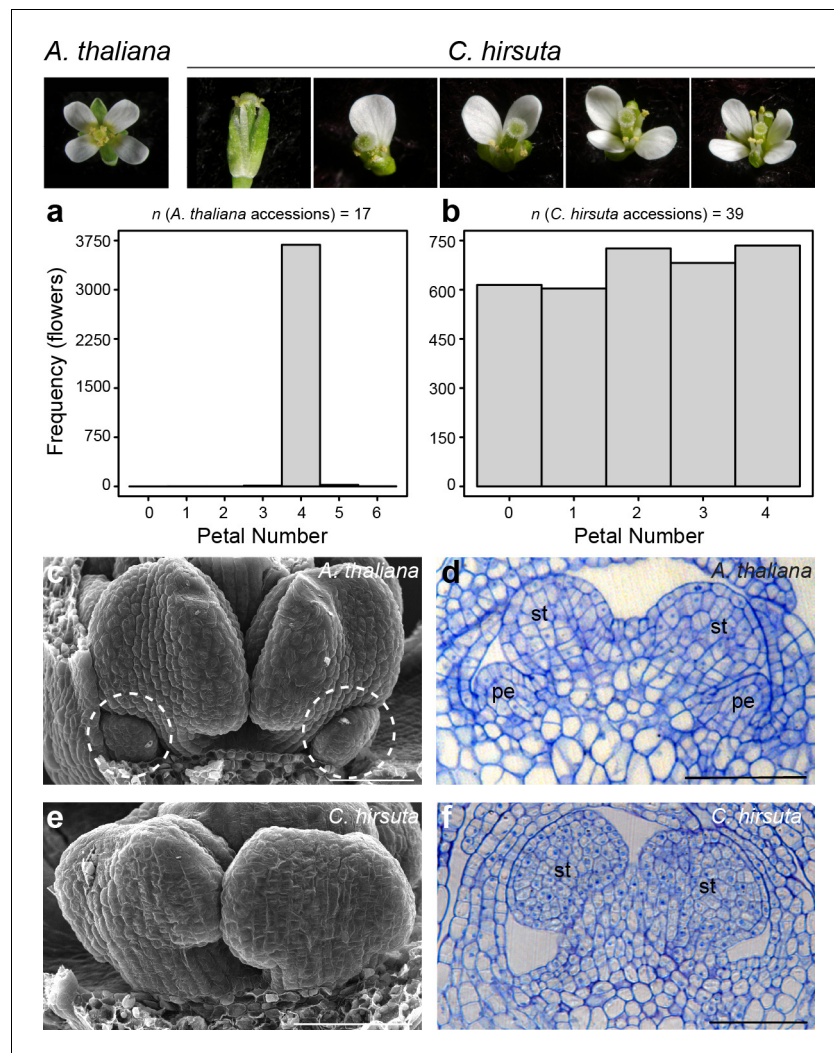 A. thaliana
C. hirsuta
a
n (A. thaliana accessions) = 17
Frequency (flowers)
3750
3000
2250
1500
750
0
0 1 2 3 4 5 6
Petal Number
b
n (C. hirsuta accessions) = 39
750
600
450
300
150
0
0 1 2 3 4
Petal Number
c
A. thaliana
d
A. thaliana
st
st
pe
pe
e
C. hirsuta
f
C. hirsuta
st
st